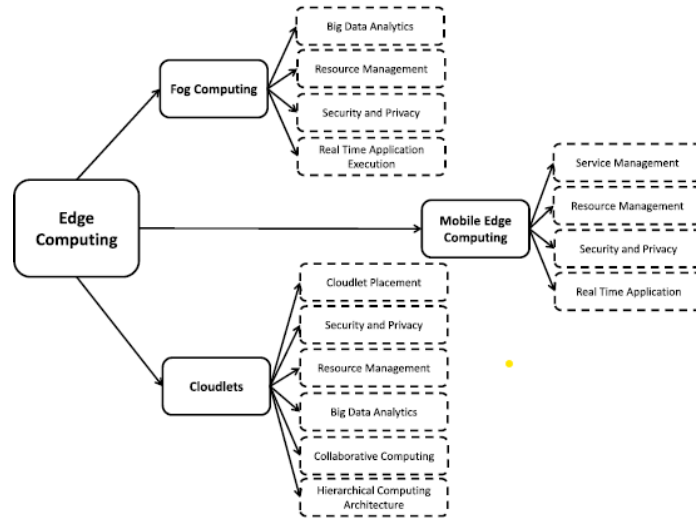 Big Data Analytics
Resource Management
Fog Computing
Security and Privacy
Real Time Application
Execution
Service Management
Resource Management
Edge
Computing
Mobile Edge
Computing
Security and Privacy
Real Time Application
Cloudlet Placement
Security and Privacy
Resource Management
Cloudlets
Big Data Analytics
Collaborative Computing
Hierarchical Computing
Architecture